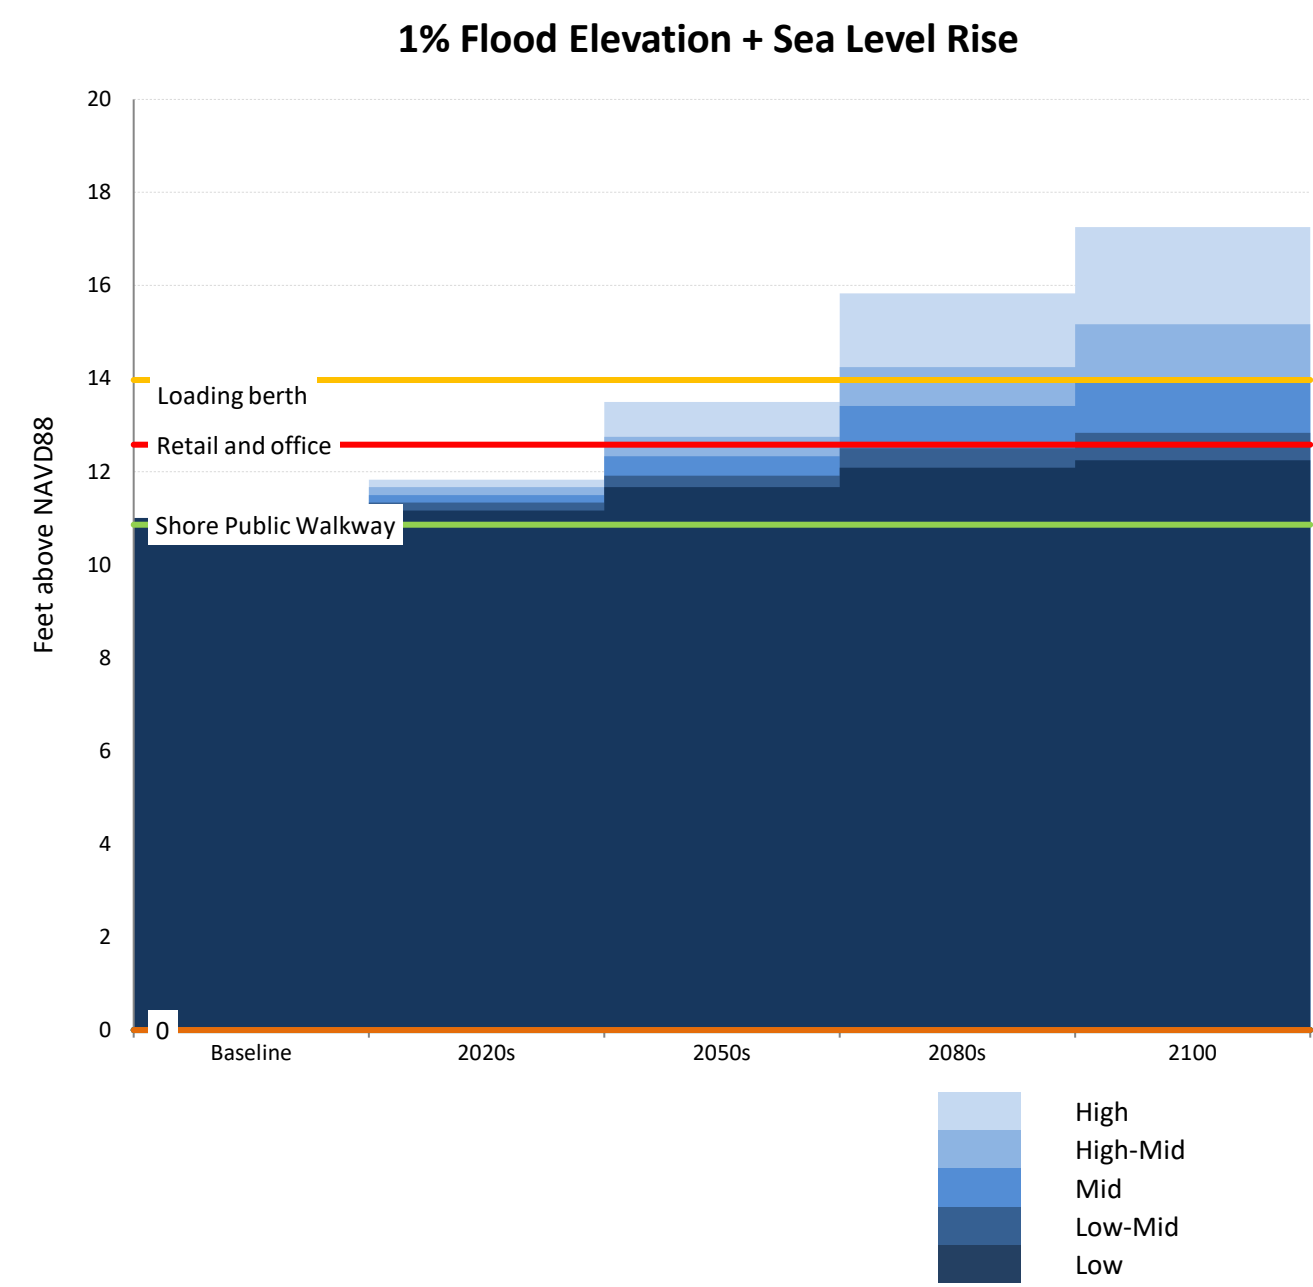 1% Flood Elevation + Sea Level Rise
Feet above NAVD88
20
18
16
14
12
10
8
6
4
2
0
Loading berth
Retail and office
Shore Public Walkway
0
Baseline
2020s
2050s
2080s
2100
High
High-Mid
Mid
Low-Mid
Low